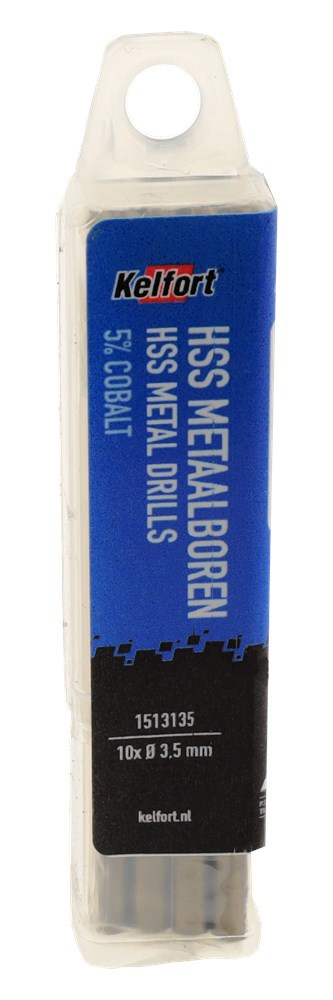 Kelfort
HSS METAALBOREN
HSS METAL DRILLS
5% COBALT
1513135
10x Ø 3,5 mm
kelfort.nl